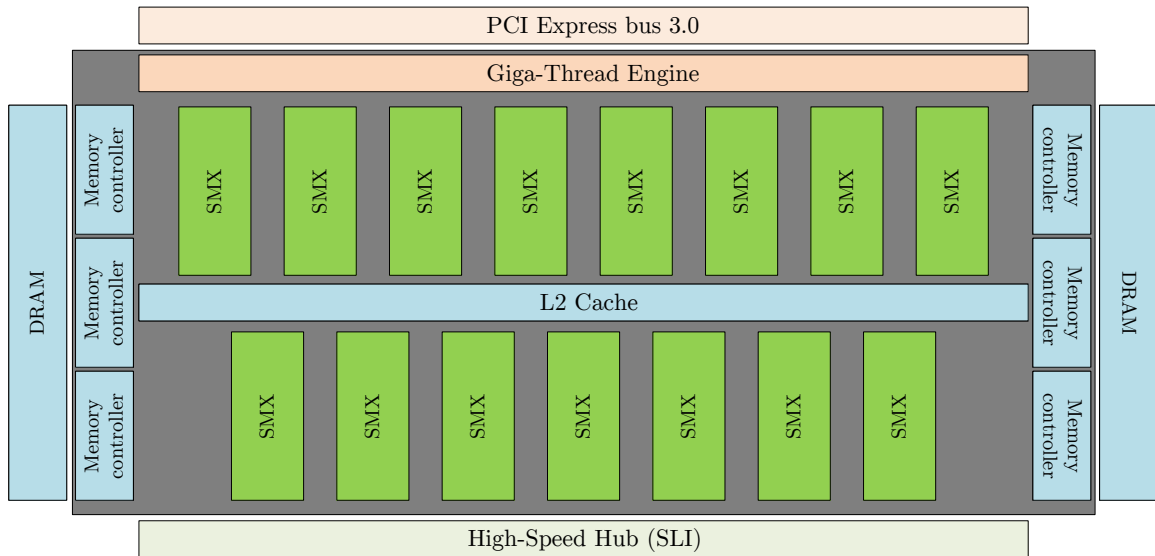 PCI Express bus 3.0
Giga-Thread Engine
DRAM
Memory
controller
Memory
controller
Memory
controller
SMX
SMX
SMX
SMX
SMX
SMX
SMX
SMX
L2 Cache
SMX
SMX
SMX
SMX
SMX
SMX
SMX
Memory
controller
Memory
controller
Memory
controller
DRAM
High-Speed Hub (SLI)